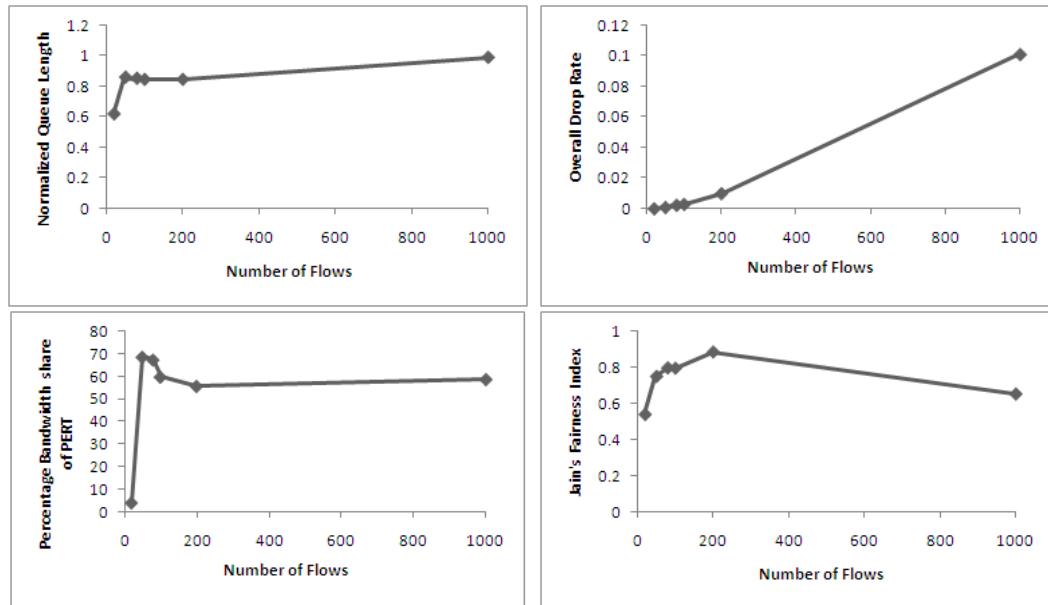 Normalized Queue Length
1.2
1
0.8
0.6
0.4
0.2
0
0 200 400 600 800 1000
Number of Flows
Overall Drop Rate
0.12
0.1
0.08
0.06
0.04
0.02
0
0 200 400 600 800 1000
Number of Flows
Percentage Bandwidth share
of PERT
80
70
60
50
40
30
20
10
0
0 200 400 600 800 1000
Number of Flows
Jain's Fairness Index
1
0.8
0.6
0.4
0.2
0
0 200 400 600 800 1000
Number of Flows